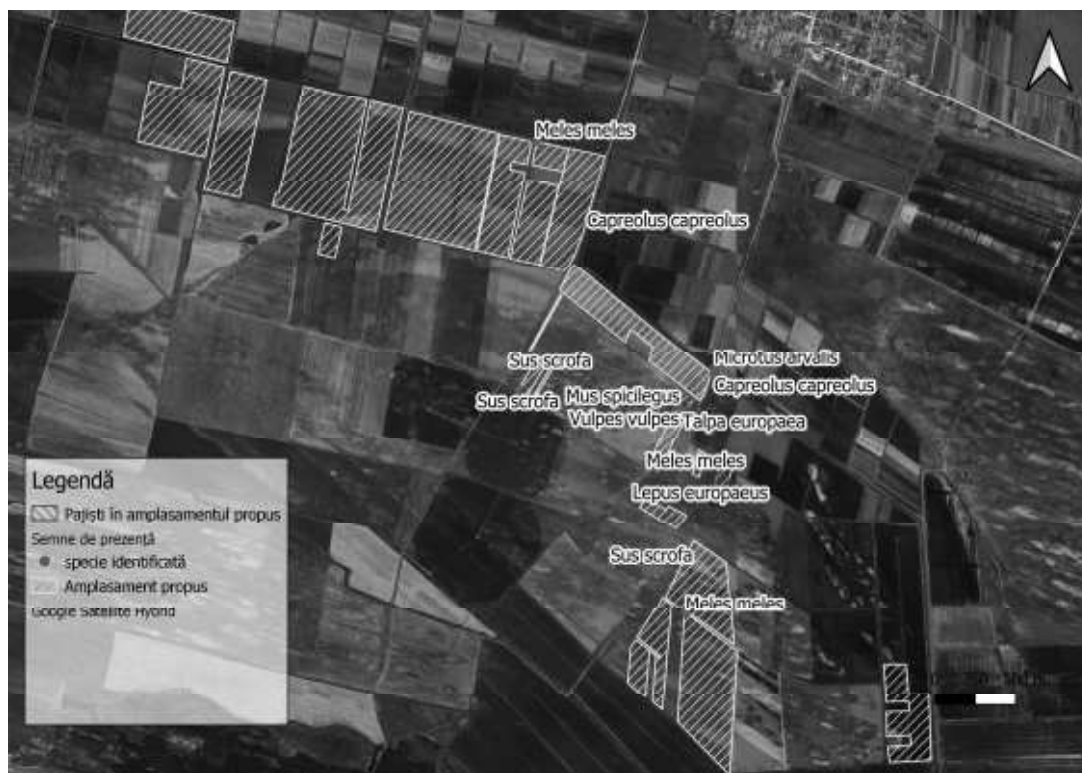 Meles meles
Capreolus capreolus
Microtus arvalis
Sus scrofa
Capreolus capreolus
Sus scrofa
Mus spicilegus
Vulpes vulpes
Talpa europaea
Meles meles
Lepus europaeus
Sus scrofa
Meles meles
Legendă
Pajiști în amplasamentul propus
Semne de prezență
specie identificată
Amplasament propus
Google Satellite Hybrid